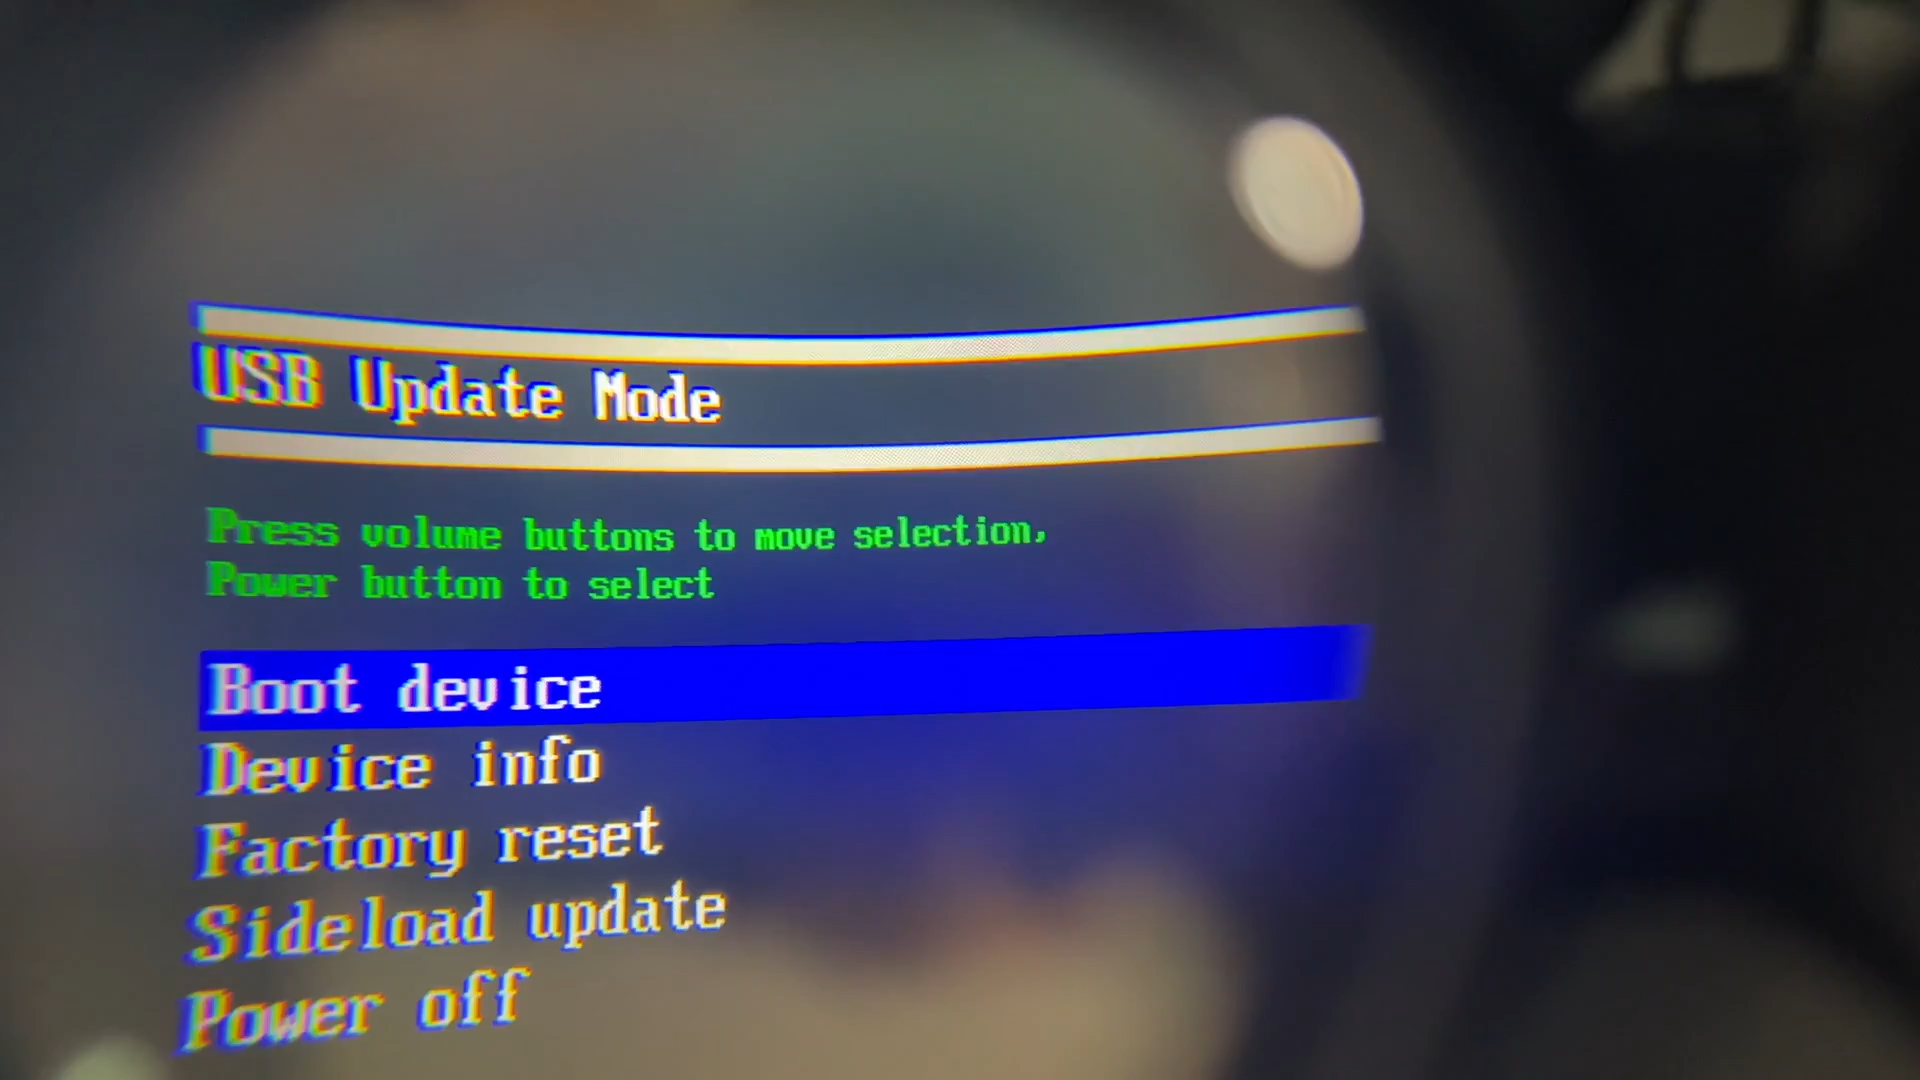 USB Update Mode
Press volume buttons to move selection,
Power button to select
Boot device
Device info
Factory reset
Sideload update
Power off